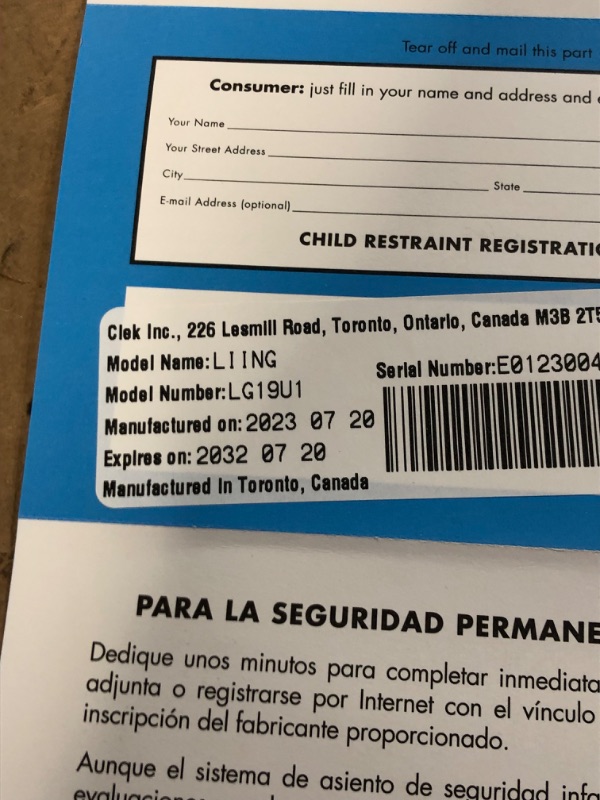 Tear off and mail this part
Consumer: just fill in your name and address and
Your Name
Your Street Address
City State
E-mail Address (optional)
CHILD RESTRAINT REGISTRATI
Clek Inc., 226 Lesmill Road, Toronto, Ontario, Canada M3B 2T5
Model Name:LIING
Serial Number:E0123004
Model Number:LG19U1
Manufactured on: 2023 07 20
Expires on: 2032 07 20
Manufactured In Toronto, Canada
PARA LA SEGURIDAD PERMANE
Dedique unos minutos para completar inmediata
adjunta o registrarse por Internet con el vínculo
inscripción del fabricante proporcionado.
Aunque el sistema de asiento de seguridad infa